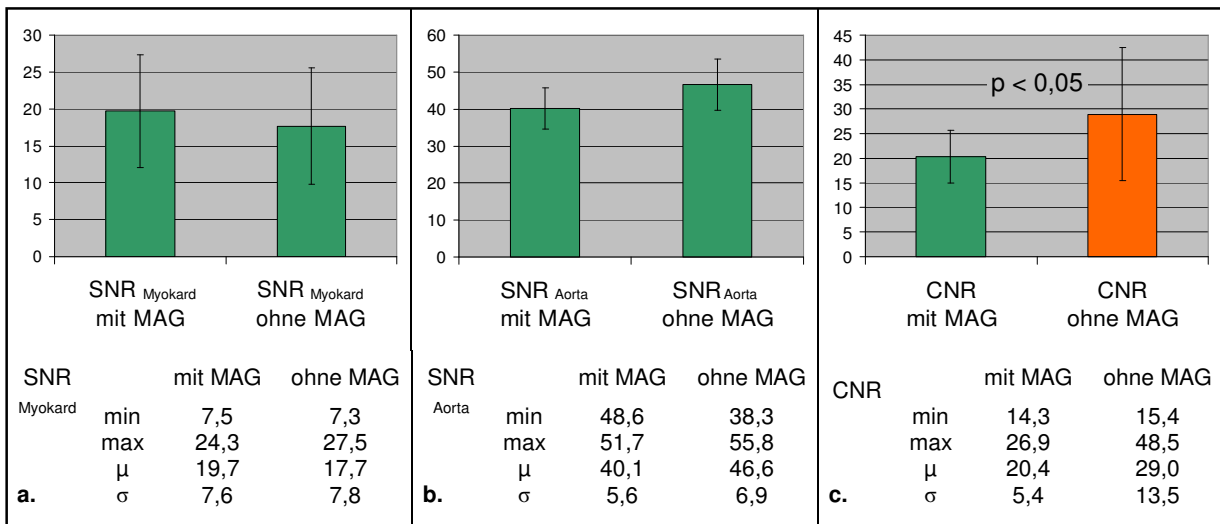 30
25
20
15
10
5
0
SNR Myokard mit MAG
SNR Myokard ohne MAG
SNR Myokard
mit MAG ohne MAG
min 7,5 7,3
max 24,3 27,5
μ 19,7 17,7
σ 7,6 7,8
a.
60
50
40
30
20
10
0
SNR Aorta mit MAG
SNR Aorta ohne MAG
SNR Aorta
mit MAG ohne MAG
min 48,6 38,3
max 51,7 55,8
μ 40,1 46,6
σ 5,6 6,9
b.
45
40
35
30
25
20
15
10
5
0
p < 0,05
CNR mit MAG
CNR ohne MAG
CNR
mit MAG ohne MAG
min 14,3 15,4
max 26,9 48,5
μ 20,4 29,0
σ 5,4 13,5
c.